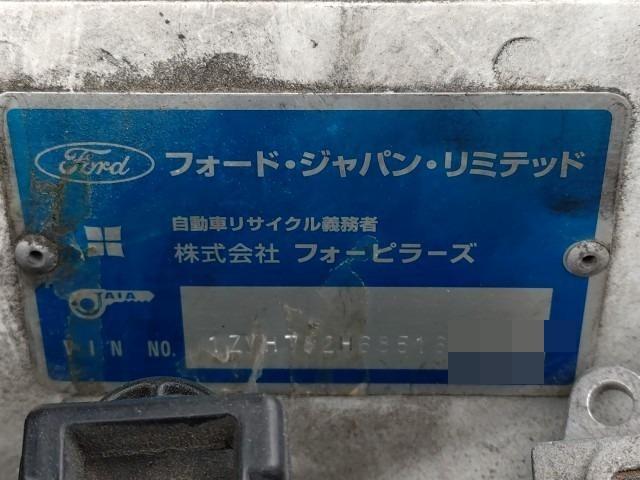 Ford フォード・ジャパン・リミテッド
自動車リサイクル義務者
株式会社 フォーピラーズ
AIA
VIN NO.